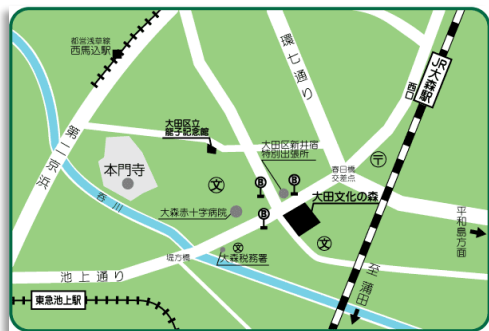 都営浅草線
西馬込駅
環七通り
JR大森駅
西口
第二京浜
大田区立
龍子記念館
大田区新井宿
特別出張所
本門寺
文
〒
春日橋
交差点
B
B
大田文化の森
呑川
大森赤十字病院
B
平和島方面
文
文
大森税務署
堀方橋
池上通り
至蒲田
東急池上駅